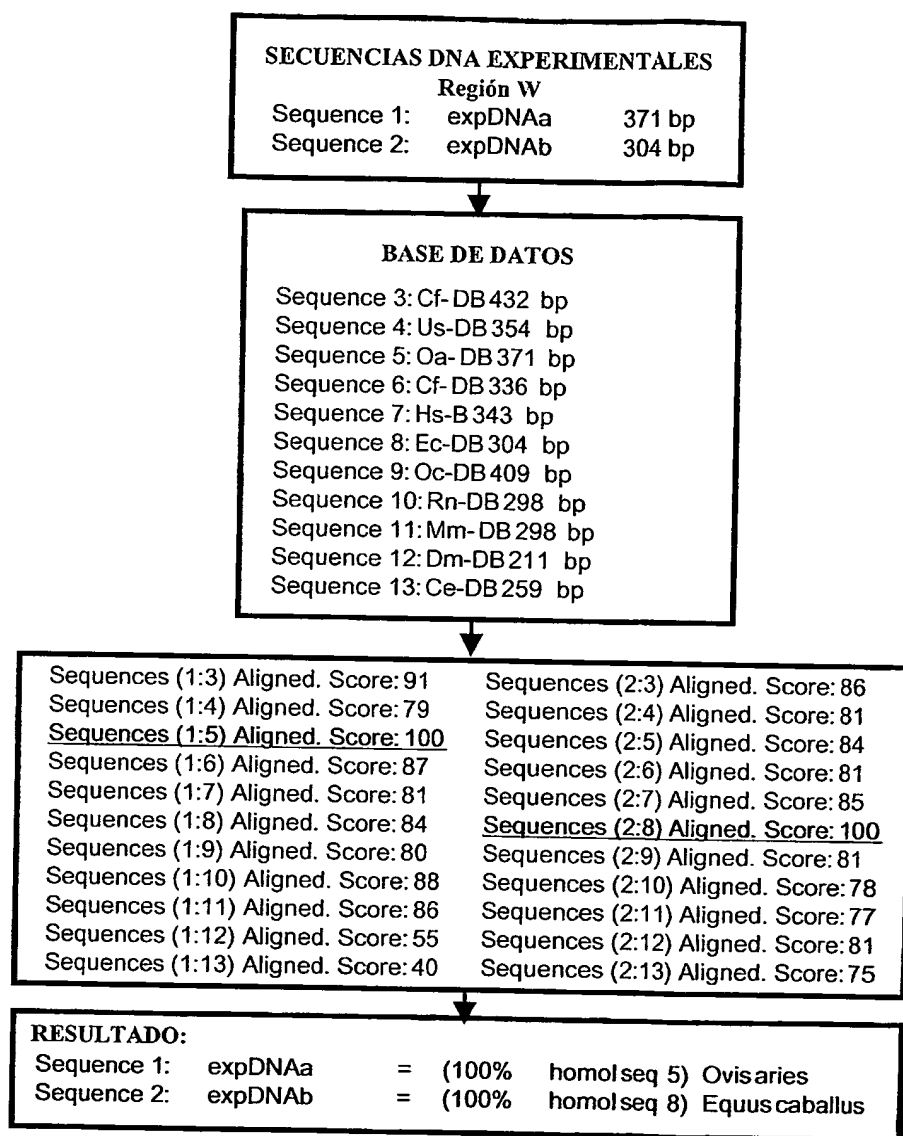 SECUENCIAS DNA EXPERIMENTALES
Región W
Sequence 1: expDNAa 371 bp
Sequence 2: expDNAb 304 bp
BASE DE DATOS
Sequence 3: Cf-DB 432 bp
Sequence 4: Us-DB 354 bp
Sequence 5: Oa-DB 371 bp
Sequence 6: Cf-DB 336 bp
Sequence 7: Hs-B 343 bp
Sequence 8: Ec-DB 304 bp
Sequence 9: Oc-DB 409 bp
Sequence 10: Rn-DB 298 bp
Sequence 11: Mm-DB 298 bp
Sequence 12: Dm-DB 211 bp
Sequence 13: Ce-DB 259 bp
Sequences (1:3) Aligned. Score: 91
Sequences (1:4) Aligned. Score: 79
Sequences (1:5) Aligned. Score: 100
Sequences (1:6) Aligned. Score: 87
Sequences (1:7) Aligned. Score: 81
Sequences (1:8) Aligned. Score: 84
Sequences (1:9) Aligned. Score: 80
Sequences (1:10) Aligned. Score: 88
Sequences (1:11) Aligned. Score: 86
Sequences (1:12) Aligned. Score: 55
Sequences (1:13) Aligned. Score: 40
Sequences (2:3) Aligned. Score: 86
Sequences (2:4) Aligned. Score: 81
Sequences (2:5) Aligned. Score: 84
Sequences (2:6) Aligned. Score: 81
Sequences (2:7) Aligned. Score: 85
Sequences (2:8) Aligned. Score: 100
Sequences (2:9) Aligned. Score: 81
Sequences (2:10) Aligned. Score: 78
Sequences (2:11) Aligned. Score: 77
Sequences (2:12) Aligned. Score: 81
Sequences (2:13) Aligned. Score: 75
RESULTADO:
Sequence 1: expDNAa = (100% homol seq 5) Ovis aries
Sequence 2: expDNAb = (100% homol seq 8) Equus caballus